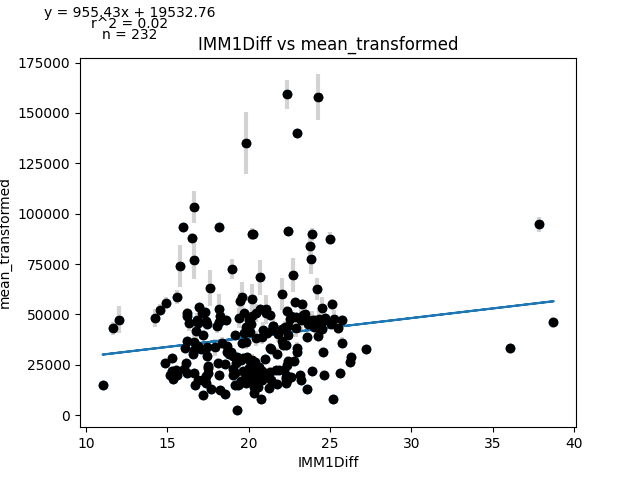 y = 955.43x + 19532.76
r^2 = 0.02
n = 232
IMM1Diff vs mean_transformed
175000
150000
125000
100000
75000
50000
25000
0
mean_transformed
10 15 20 25 30 35 40
IMM1Diff